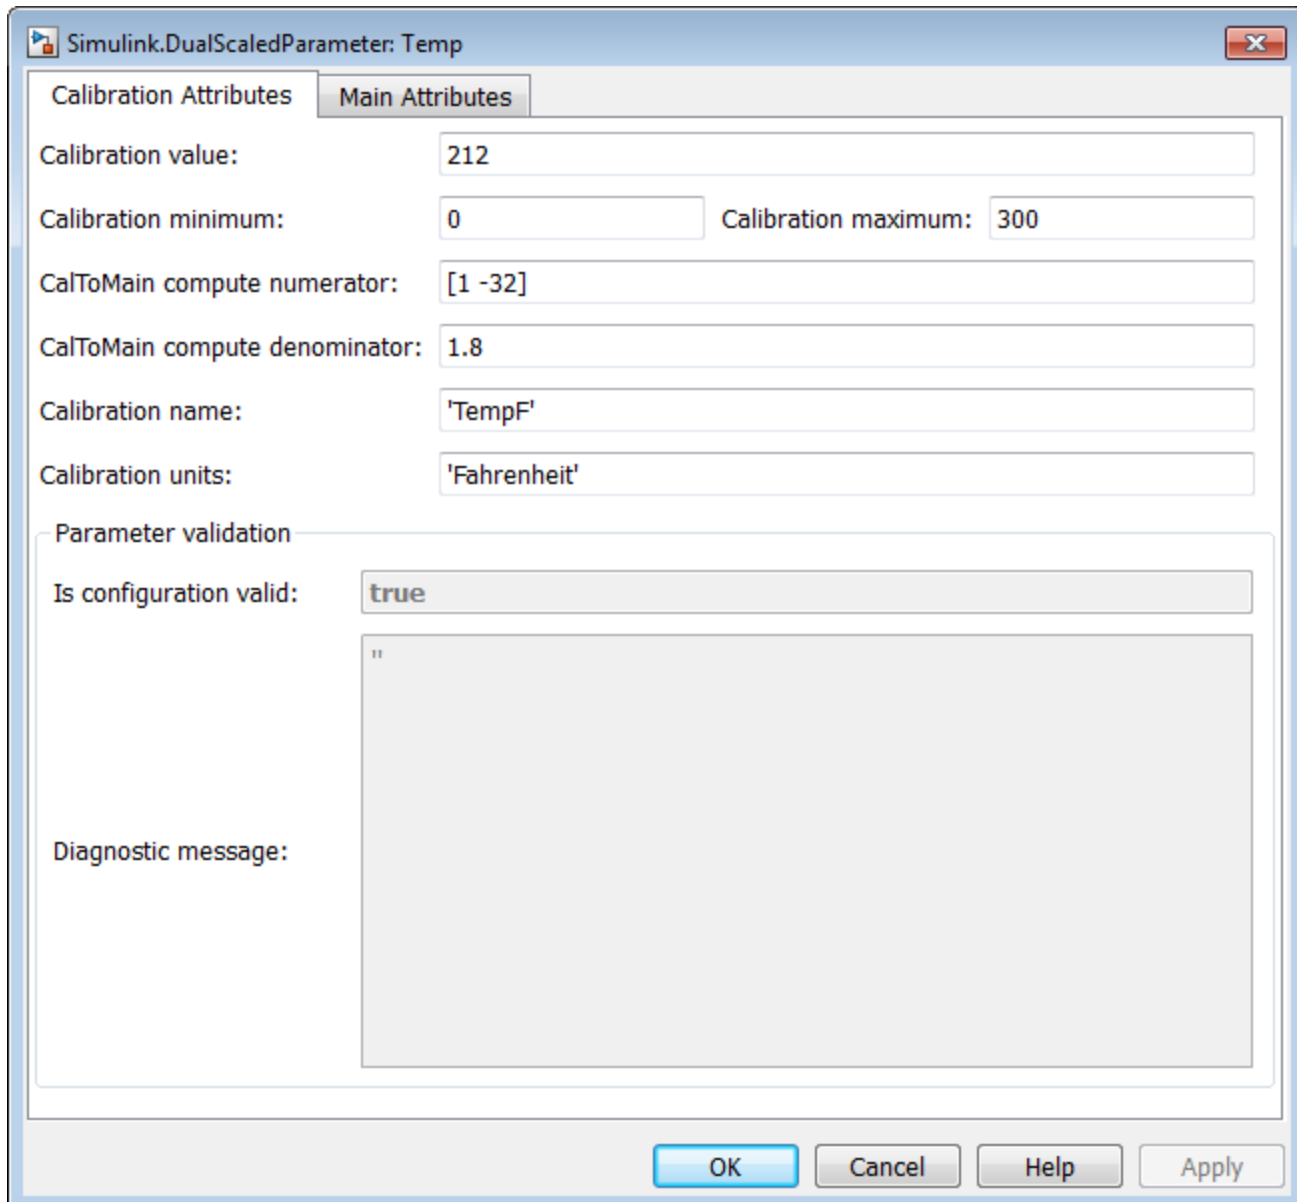 Simulink.DualScaledParameter: Temp
Calibration Attributes Main Attributes
Calibration value: 212
Calibration minimum: 0 Calibration maximum: 300
CalToMain compute numerator: [1 -32]
CalToMain compute denominator: 1.8
Calibration name: 'TempF'
Calibration units: 'Fahrenheit'
Parameter validation
Is configuration valid: true
''
Diagnostic message:
OK Cancel Help Apply